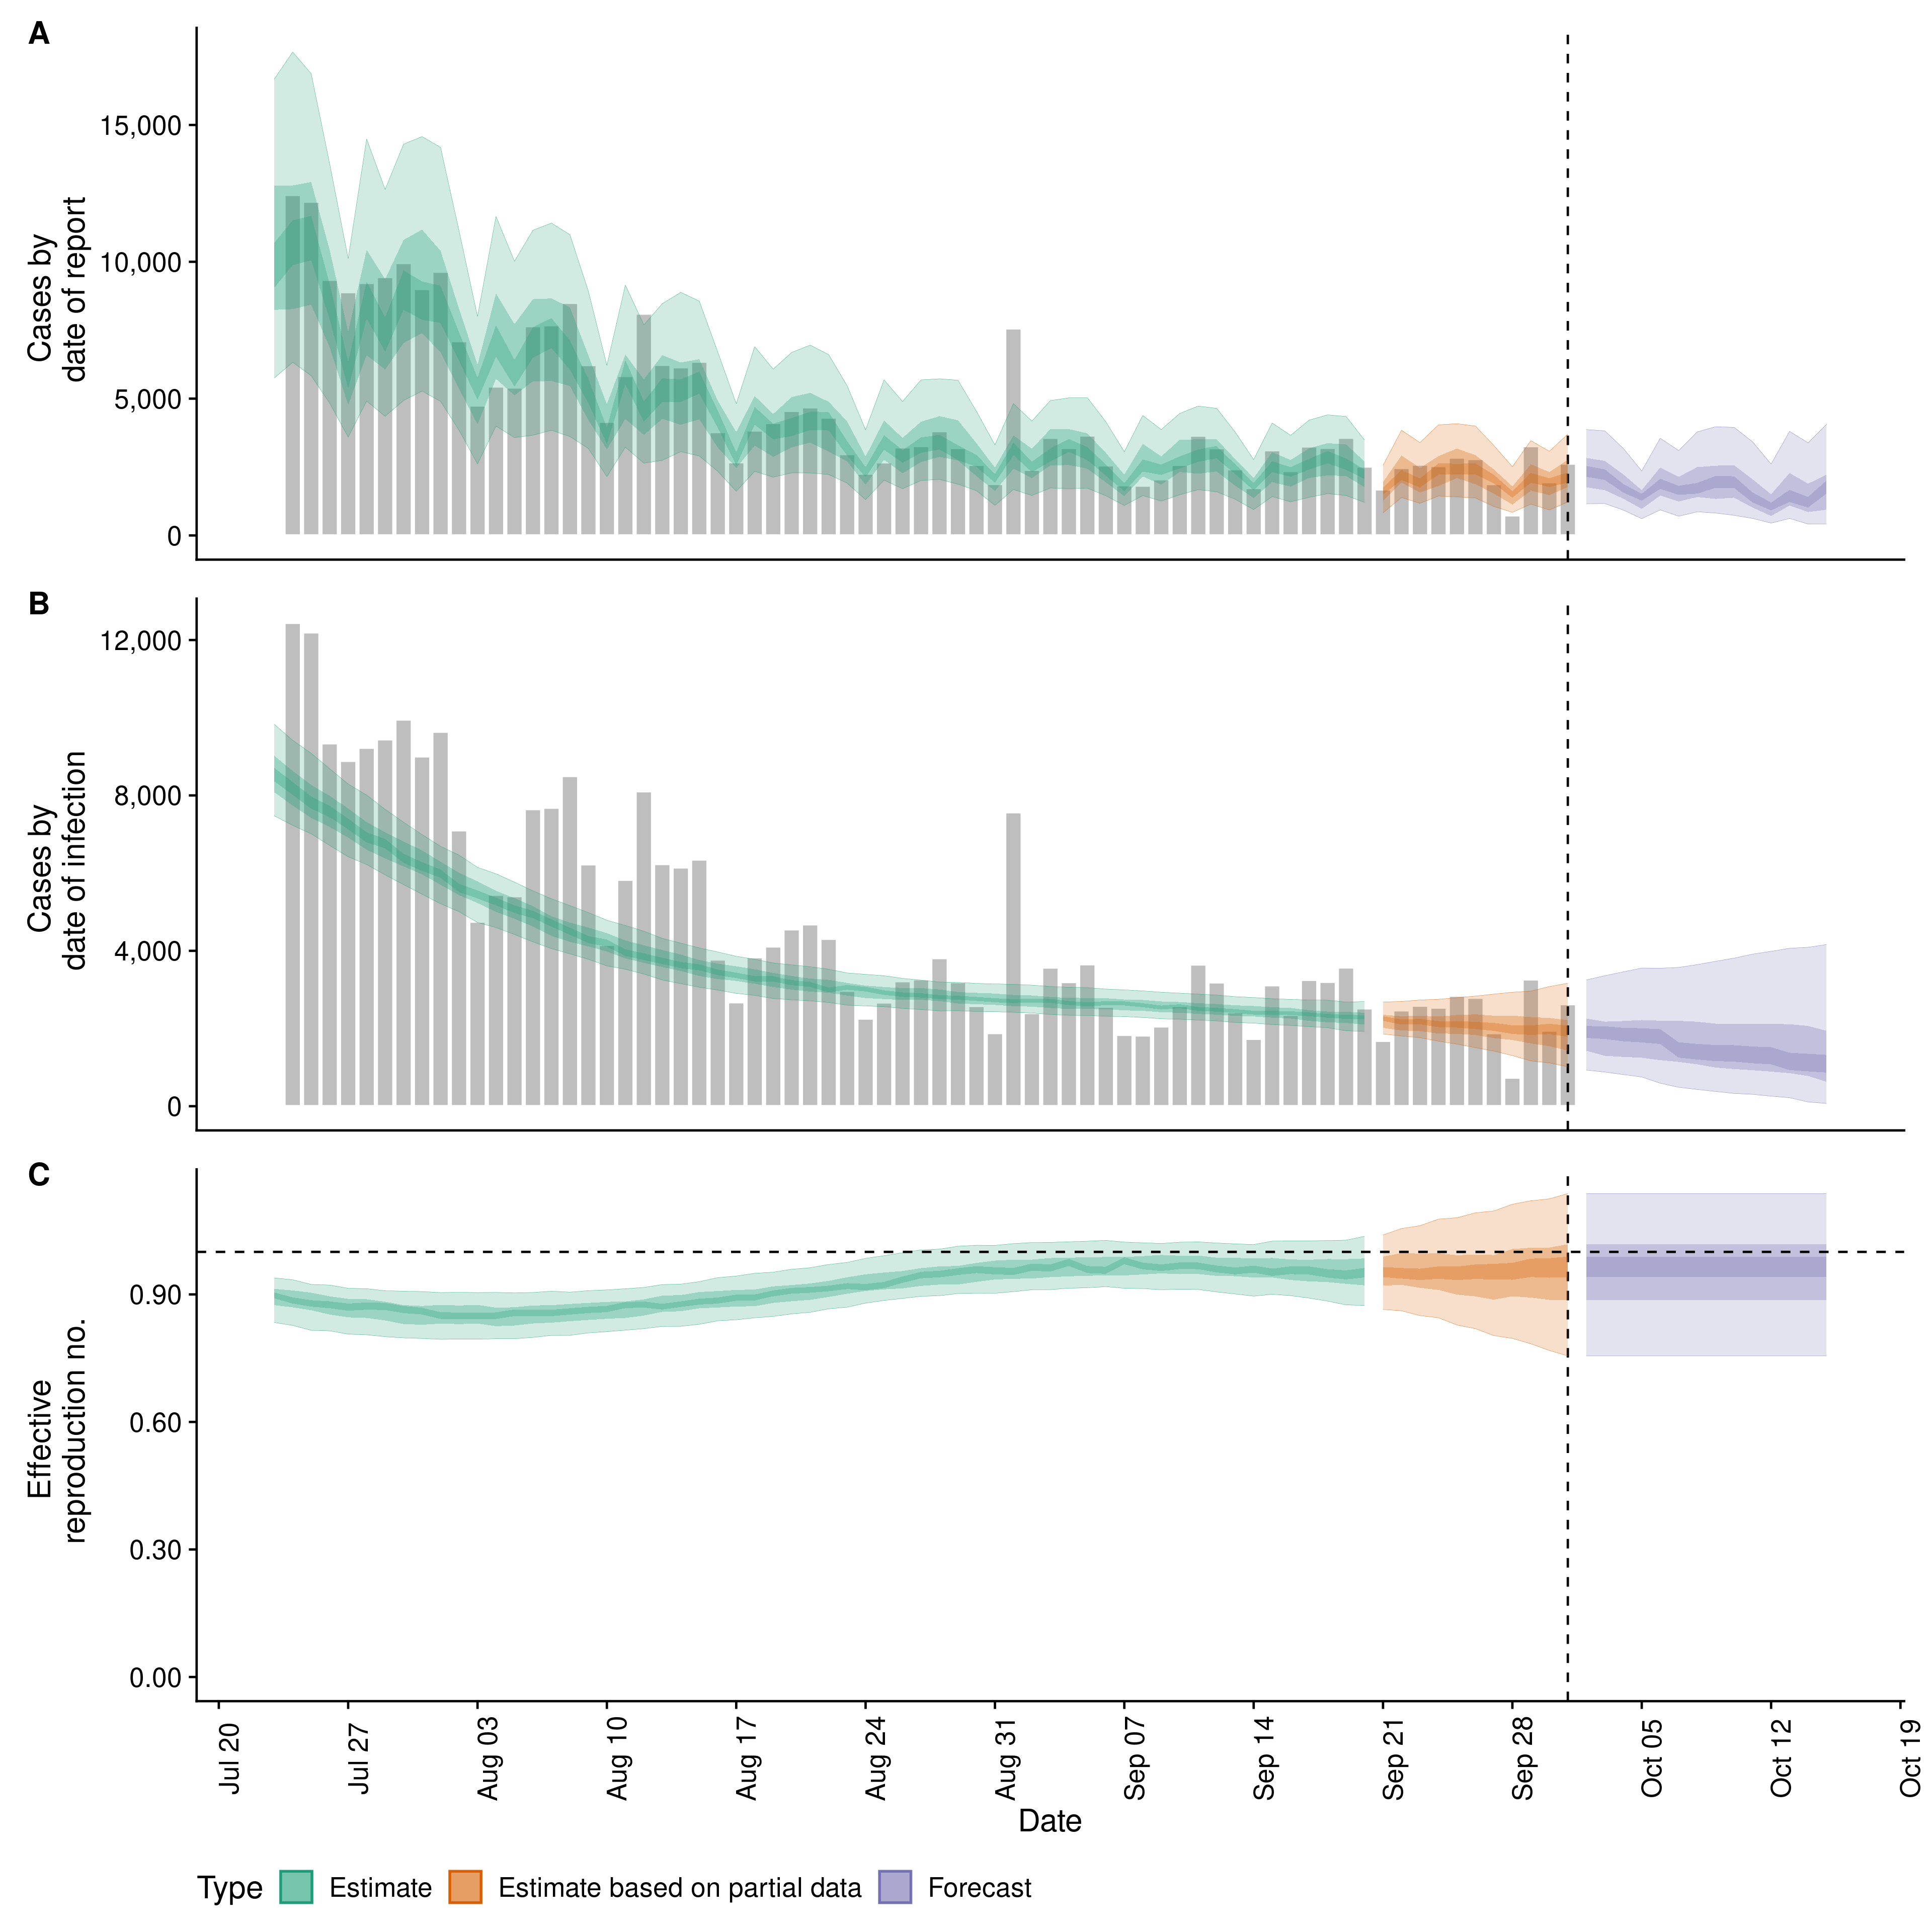 A
15,000
10,000
5,000
0
Cases by
date of report
B
12,000
8,000
4,000
0
Cases by
date of infection
C
0.90
0.60
0.30
0.00
Effective
reproduction no.
Jul 20
Jul 27
Aug 03
Aug 10
Aug 17
Aug 24
Aug 31
Sep 07
Sep 14
Sep 21
Sep 28
Oct 05
Oct 12
Oct 19
Date
Type Estimate Estimate based on partial data Forecast